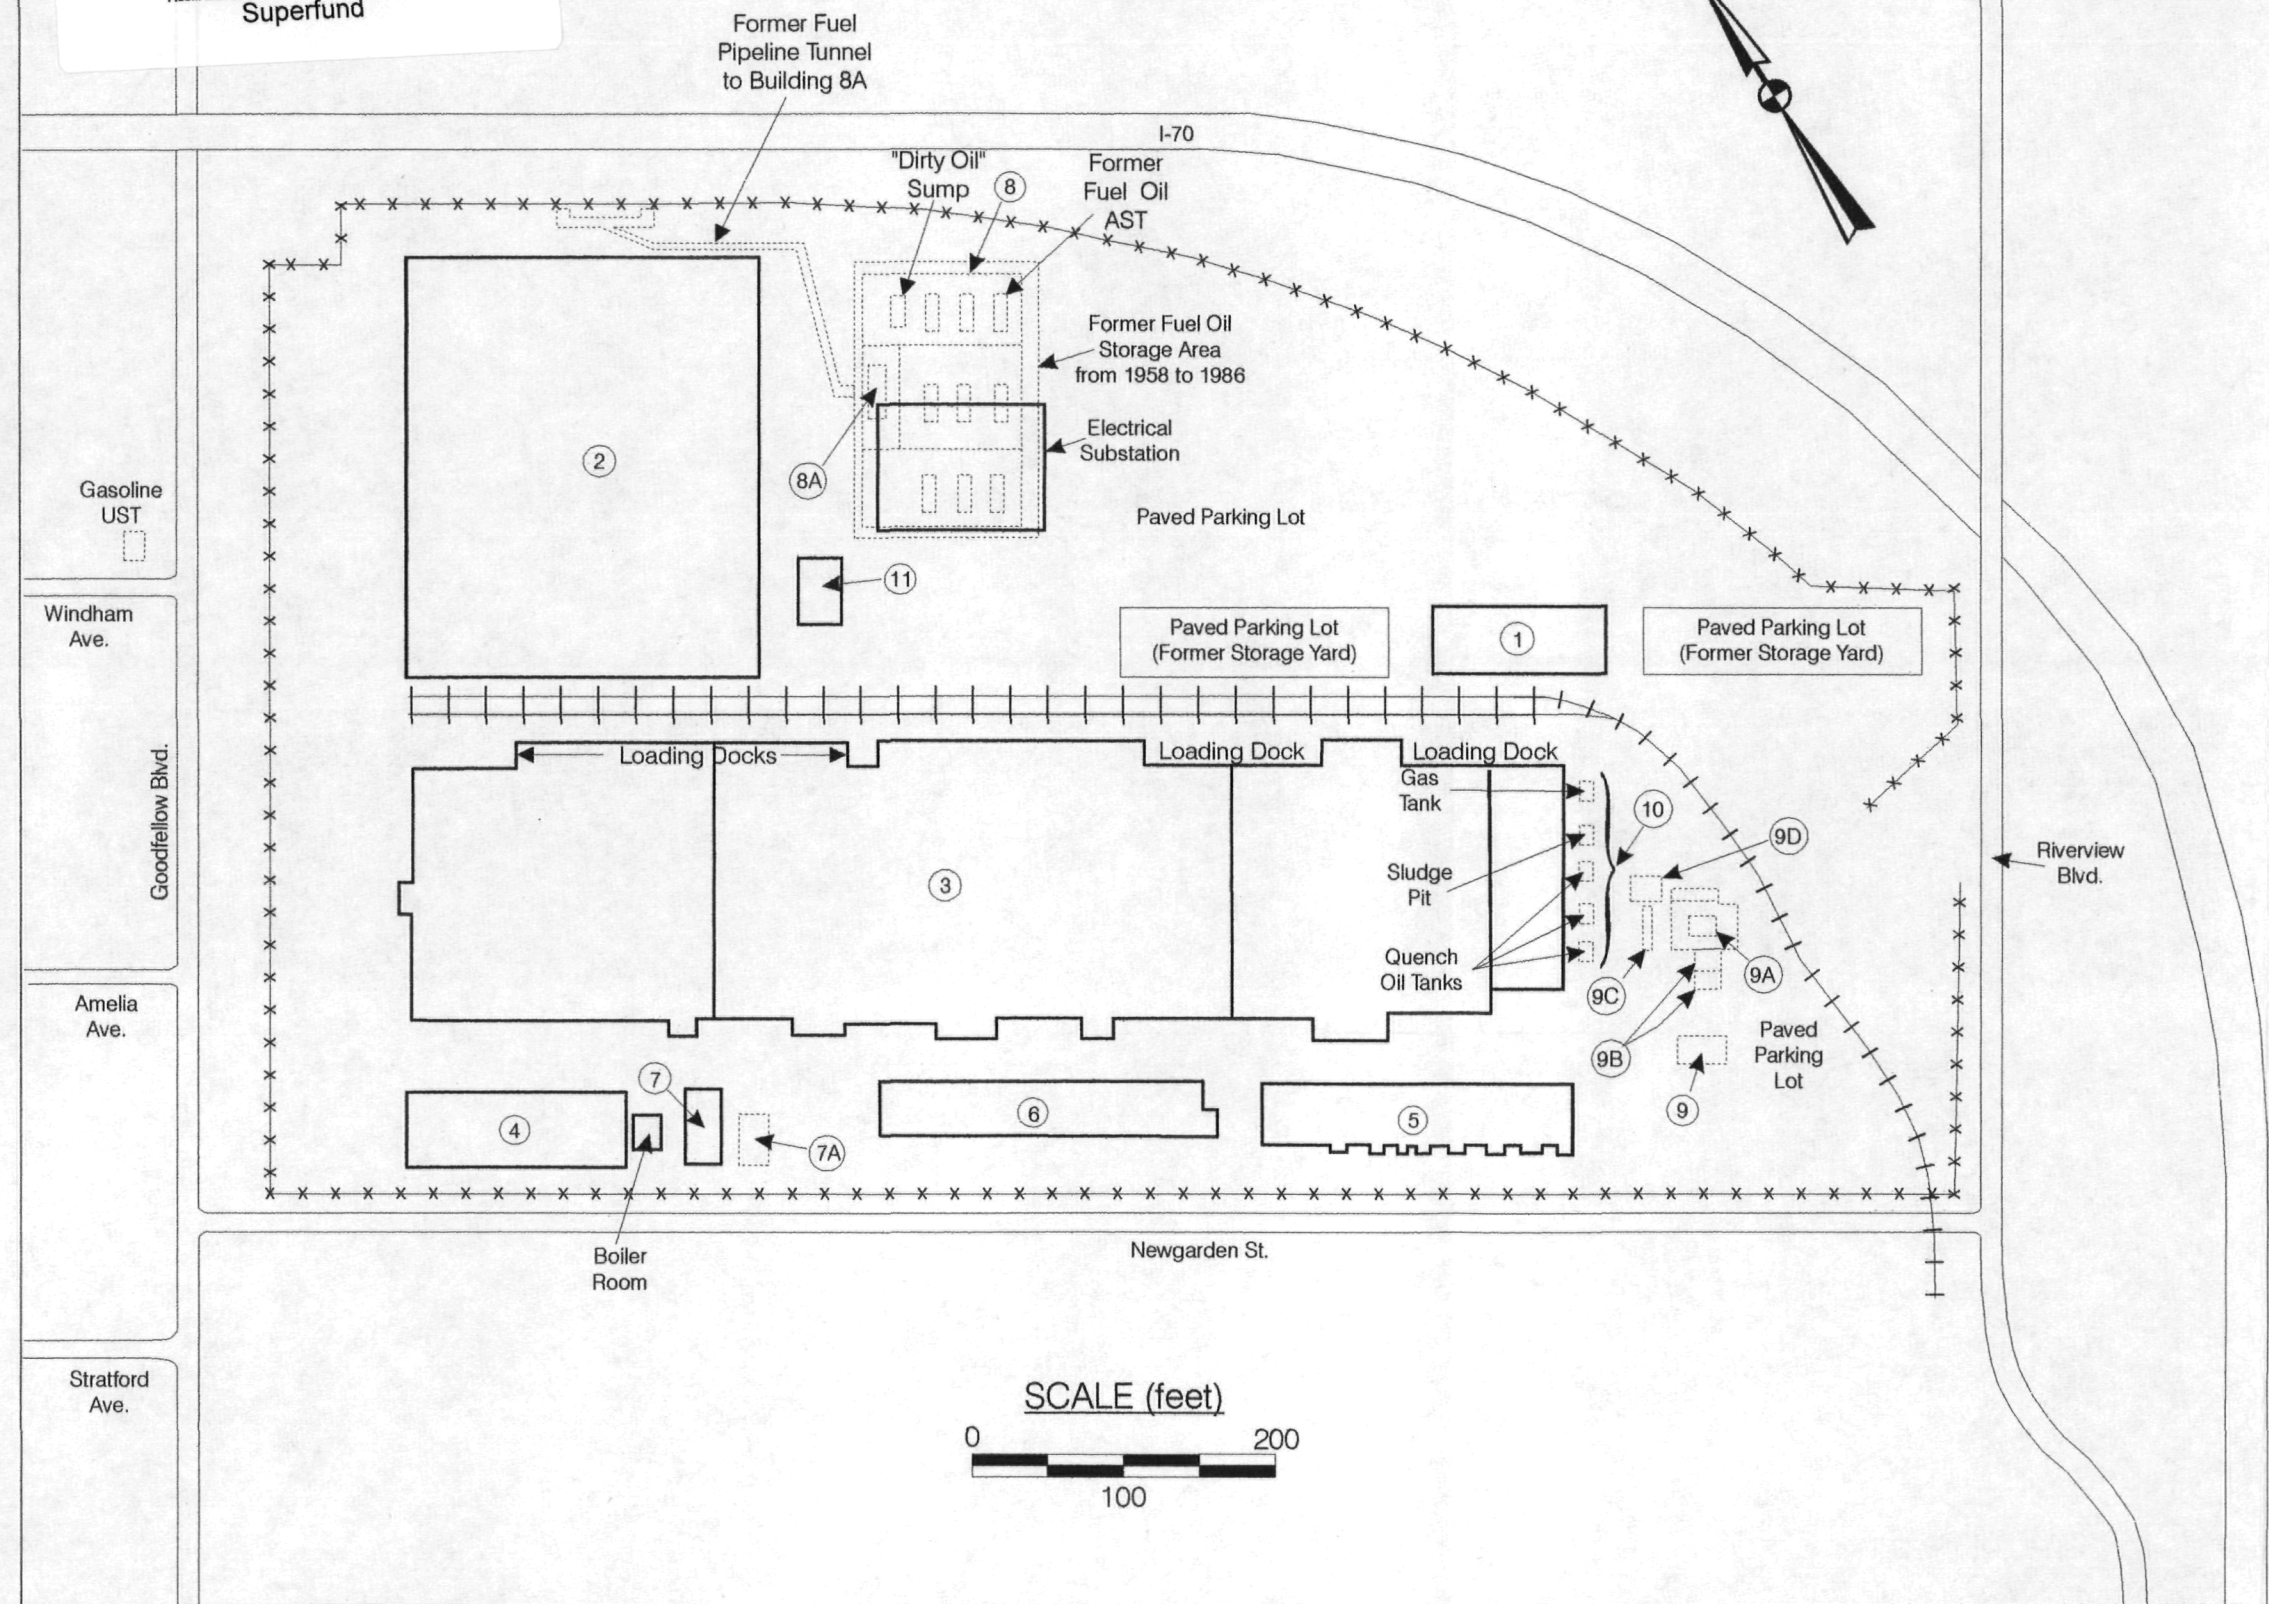 Superfund
Former Fuel
Pipeline Tunnel
to Building 8A
I-70
"Dirty Oil"
Sump
8
Former
Fuel Oil
AST
Former Fuel Oil
Storage Area
from 1958 to 1986
Electrical
Substation
2
8A
Gasoline
UST
Paved Parking Lot
11
Windham
Ave.
Paved Parking Lot
(Former Storage Yard)
1
Paved Parking Lot
(Former Storage Yard)
Loading Docks
Loading Dock
Loading Dock
Gas
Tank
10
9D
Goodfellow Blvd.
3
Sludge
Pit
Riverview
Blvd.
Quench
Oil Tanks
9C
9A
Amelia
Ave.
9B
Paved
Parking
Lot
7
4
6
5
9
7A
Boiler
Room
Newgarden St.
Stratford
Ave.
SCALE (feet)
0 200
100